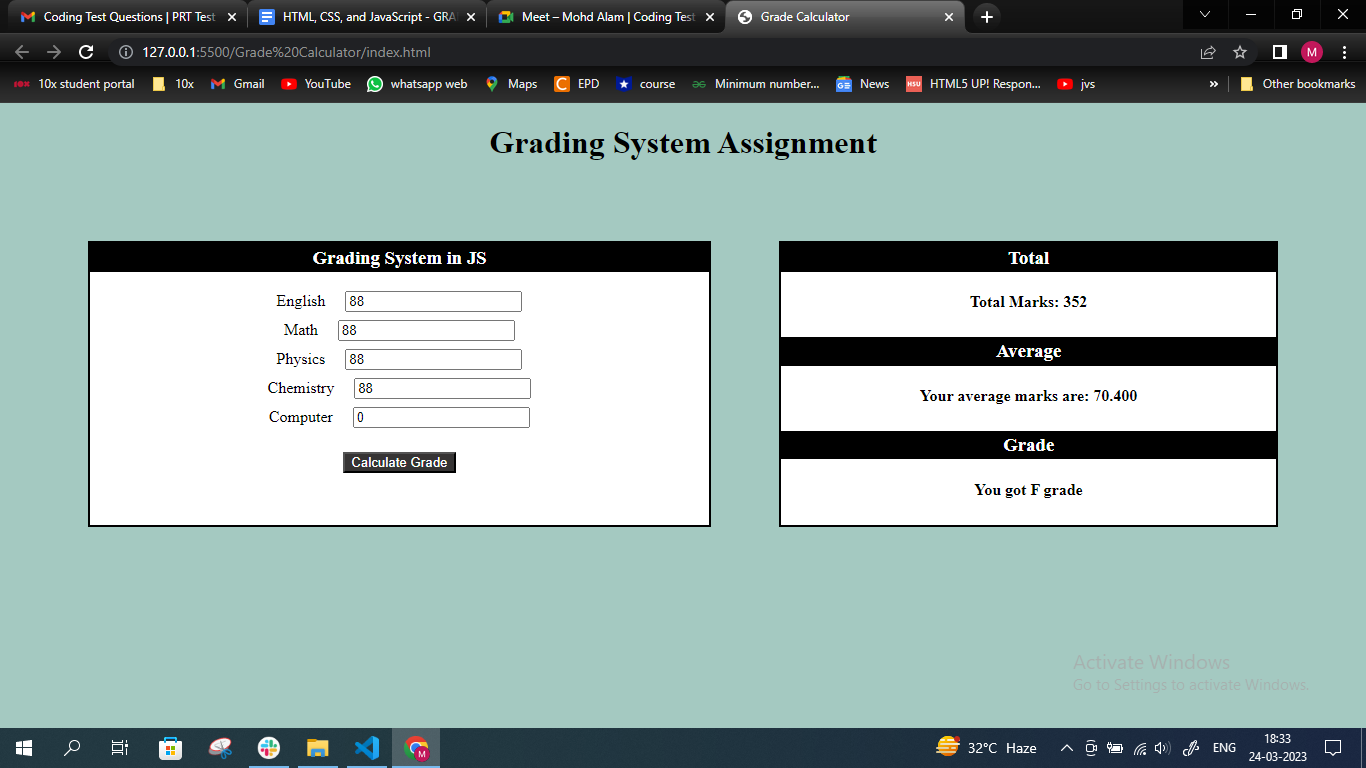 Coding Test Questions | PRT Test
HTML, CSS, and JavaScript - GRA
Meet – Mohd Alam | Coding Test
Grade Calculator
127.0.0.1:5500/Grade%20Calculator/index.html
M
10x student portal
10x
Gmail
YouTube
whatsapp web
Maps
EPD
course
Minimum number...
News
HSU
HTML5 UP! Respon...
jvs
»
Other bookmarks
Grading System Assignment
Grading System in JS
English 88
Math 88
Physics 88
Chemistry 88
Computer 0
Calculate Grade
Total
Total Marks: 352
Average
Your average marks are: 70.400
Grade
You got F grade
Activate Windows
Go to Settings to activate Windows.
M
32°C Haze
ENG
18:33
24-03-2023